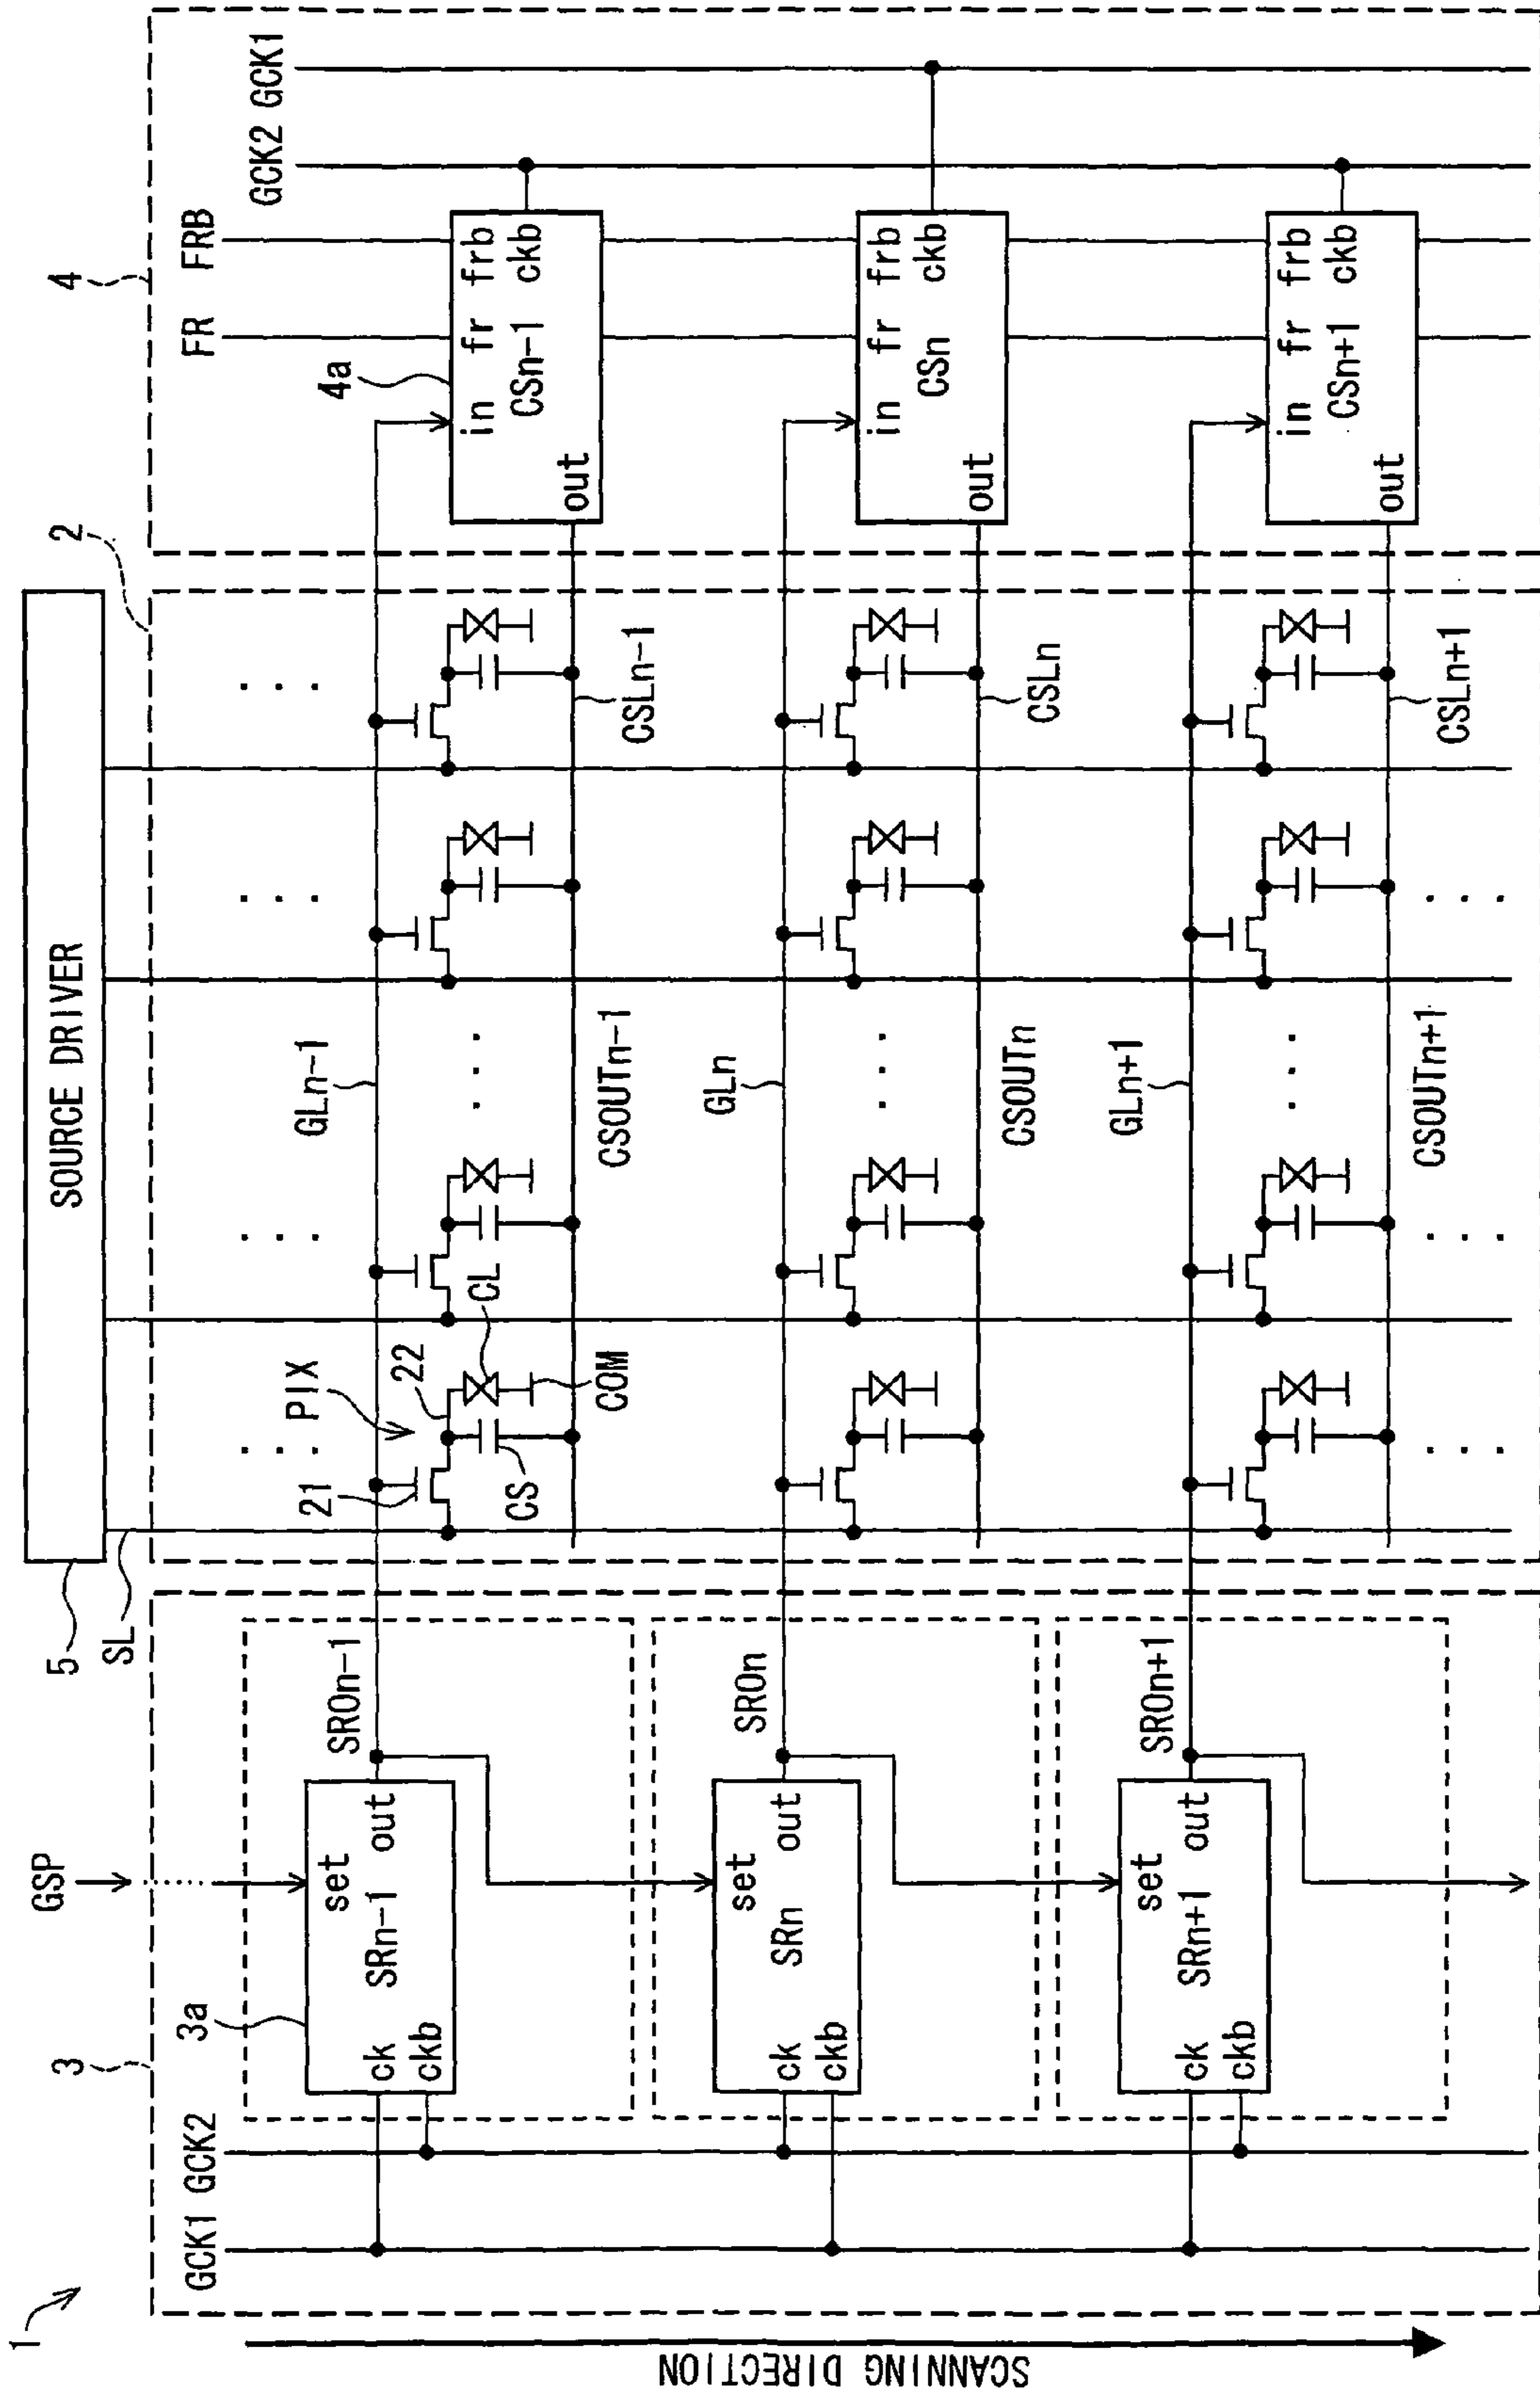 1
SCANNING DIRECTION
3
GSP
5
SOURCE DRIVER
SL
2
4
GCK1
GCK2
3a
SRn-1
set
out
ck
ckb
SROn-1
21
PIX
22
CL
CS
COM
GLn-1
CSOUTn-1
CSLn-1
FR
FRB
GCK2
GCK1
4a
in
fr
frb
ckb
CSn-1
out
SRn
set
out
ck
ckb
SROn
GLn
CSOUTn
CSLn
in
fr
frb
ckb
CSn
out
SRn+1
set
out
ck
ckb
SROn+1
GLn+1
CSOUTn+1
CSLn+1
in
fr
frb
ckb
CSn+1
out